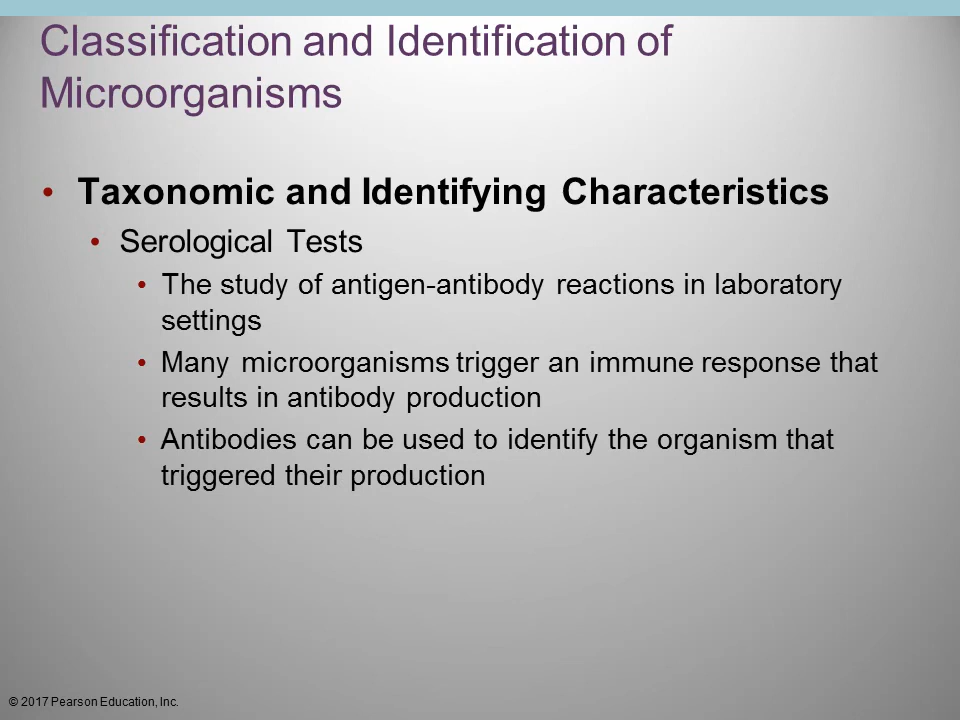 Classification and Identification of
Microorganisms
• Taxonomic and Identifying Characteristics
• Serological Tests
• The study of antigen-antibody reactions in laboratory
settings
• Many microorganisms trigger an immune response that
results in antibody production
• Antibodies can be used to identify the organism that
triggered their production
© 2017 Pearson Education, Inc.